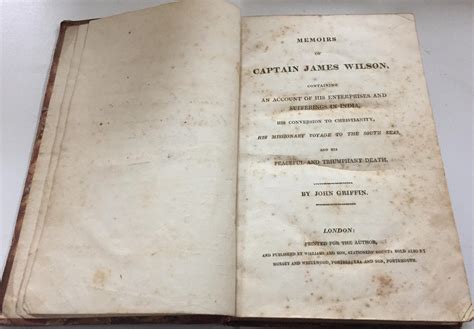 MEMOIRS
OF
CAPTAIN JAMES WILSON,
CONTAINING
AN ACCOUNT OF HIS ENTERPRISES AND
SUFFERINGS IN INDIA,
HIS CONVERSION TO CHRISTIANITY,
HIS MISSIONARY VOYAGE TO THE SOUTH SEAS,
AND HIS
PEACEFUL AND TRIUMPHANT DEATH.
BY JOHN GRIFFIN.
LONDON:
PRINTED FOR THE AUTHOR,
AND PUBLISHED BY WILLIAMS AND SON, STATIONERS' COURT: SOLD ALSO BY
AND SON, PORTSMOUTH.